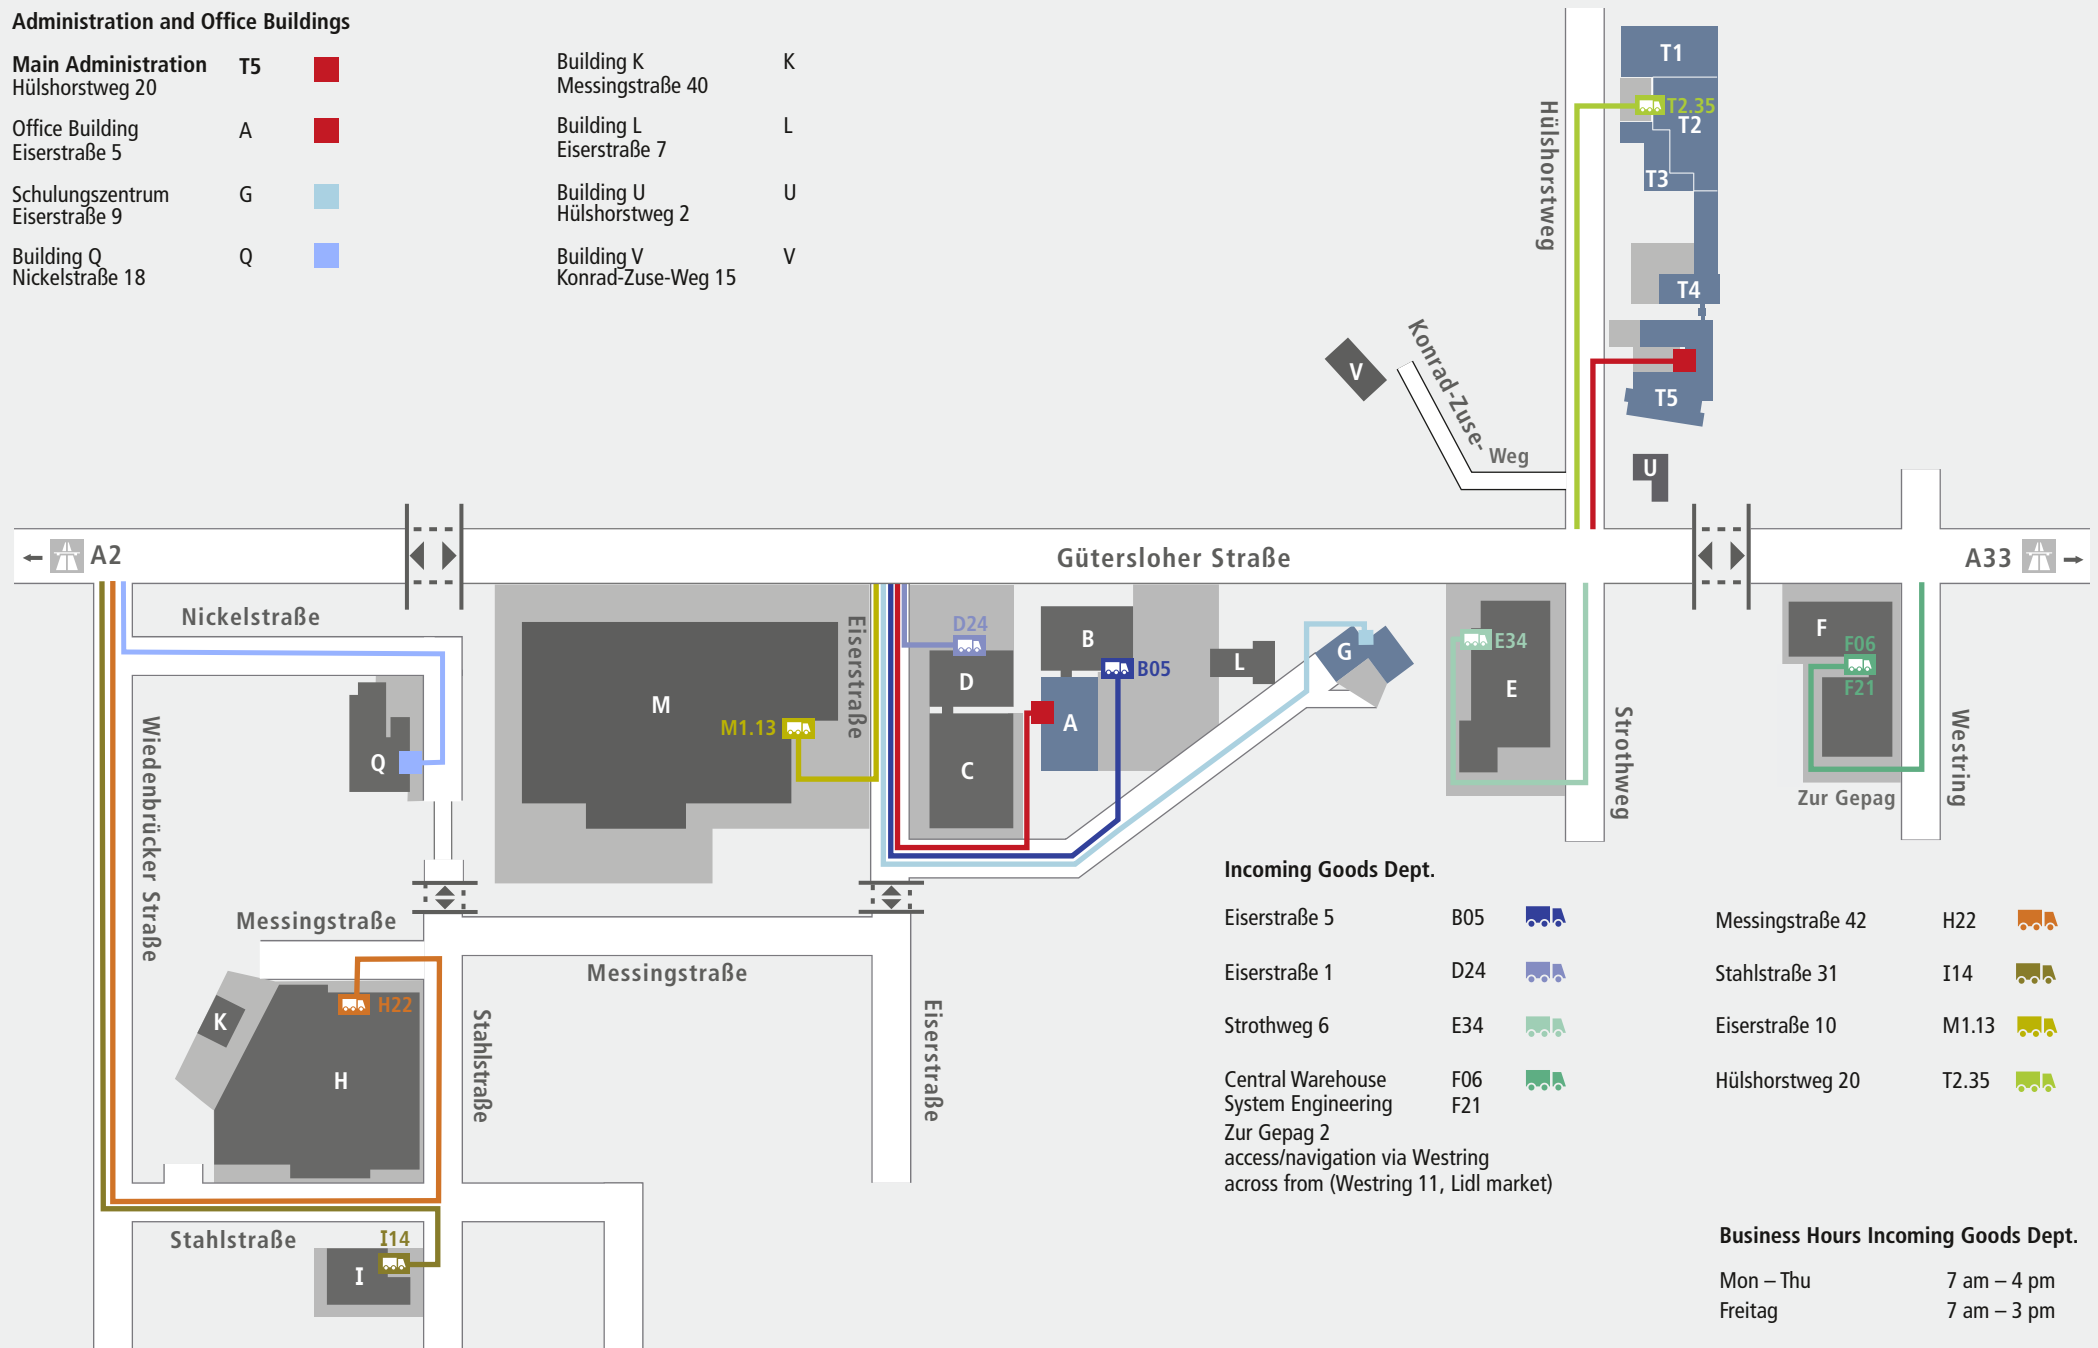 Administration and Office Buildings
Main Administration T5
Hülshorstweg 20
Office Building A
Eiserstraße 5
Schulungszentrum G
Eiserstraße 9
Building Q Q
Nickelstraße 18
Building K K
Messingstraße 40
Building L L
Eiserstraße 7
Building U U
Hülshorstweg 2
Building V V
Konrad-Zuse-Weg 15
T1
T2.35
T2
T3
T4
T5
Hülshorstweg
Konrad-Zuse-
Weg
V
U
A2
Gütersloher Straße
A33
Nickelstraße
Wiedenbrücker Straße
Q
M
M1.13
Eiserstraße
D24
D
C
B
B05
A
L
G
E34
E
Strothweg
F
F06
F21
Westring
Zur Gepag
Messingstraße
Messingstraße
K
H22
H
Stahlstraße
Eiserstraße
Stahlstraße
I14
I
Incoming Goods Dept.
Eiserstraße 5 B05
Eiserstraße 1 D24
Strothweg 6 E34
Central Warehouse F06
System Engineering F21
Zur Gepag 2
access/navigation via Westring
across from (Westring 11, Lidl market)
Messingstraße 42 H22
Stahlstraße 31 I14
Eiserstraße 10 M1.13
Hülshorstweg 20 T2.35
Business Hours Incoming Goods Dept.
Mon – Thu 7 am – 4 pm
Freitag 7 am – 3 pm